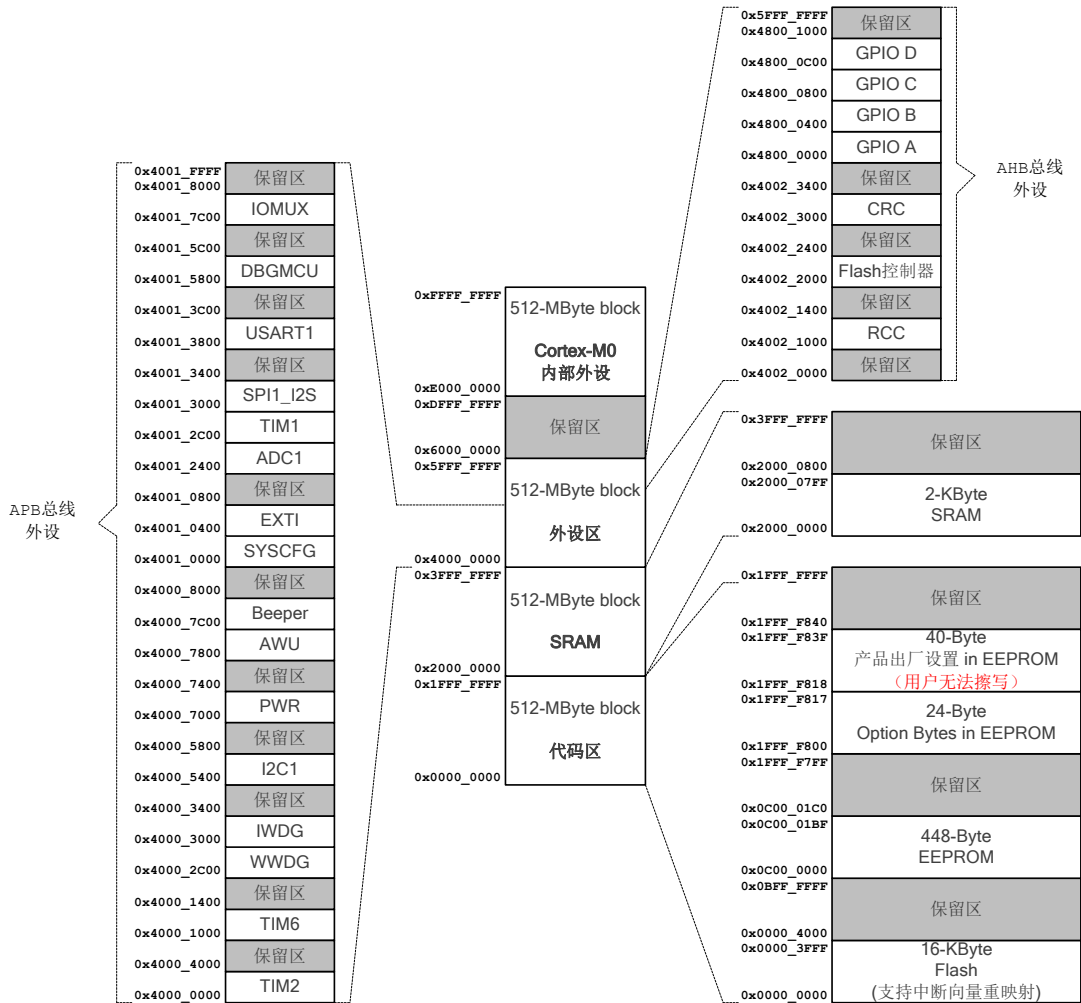 APB总线
外设
0x4001_FFFF
0x4001_8000
保留区
IOMUX
0x4001_7C00
保留区
0x4001_5C00
DBGMCU
0x4001_5800
保留区
0x4001_3C00
USART1
0x4001_3800
保留区
0x4001_3400
SPI1_I2S
0x4001_3000
TIM1
0x4001_2C00
ADC1
0x4001_2400
保留区
0x4001_0800
EXTI
0x4001_0400
SYSCFG
0x4001_0000
保留区
0x4000_8000
Beeper
0x4000_7C00
AWU
0x4000_7800
保留区
0x4000_7400
PWR
0x4000_7000
保留区
0x4000_5800
I2C1
0x4000_5400
保留区
0x4000_3400
IWDG
0x4000_3000
WWDG
0x4000_2C00
保留区
0x4000_1400
TIM6
0x4000_1000
保留区
0x4000_4000
TIM2
0x4000_0000
0xFFFF_FFFF
512-MByte block
Cortex-M0
内部外设
0xE000_0000
0xDFFF_FFFF
保留区
0x6000_0000
0x5FFF_FFFF
512-MByte block
外设区
0x4000_0000
0x3FFF_FFFF
512-MByte block
SRAM
0x2000_0000
0x1FFF_FFFF
512-MByte block
代码区
0x0000_0000
0x5FFF_FFFF
0x4800_1000
保留区
GPIO D
0x4800_0C00
GPIO C
0x4800_0800
GPIO B
0x4800_0400
GPIO A
0x4800_0000
保留区
0x4002_3400
CRC
0x4002_3000
保留区
0x4002_2400
Flash控制器
0x4002_2000
保留区
0x4002_1400
RCC
0x4002_1000
保留区
0x4002_0000
AHB总线
外设
0x3FFF_FFFF
保留区
0x2000_0800
0x2000_07FF
2-KByte
SRAM
0x2000_0000
0x1FFF_FFFF
保留区
0x1FFF_F840
0x1FFF_F83F
40-Byte
产品出厂设置 in EEPROM
（用户无法擦写）
0x1FFF_F818
0x1FFF_F817
24-Byte
Option Bytes in EEPROM
0x1FFF_F800
0x1FFF_F7FF
保留区
0x0C00_01C0
0x0C00_01BF
448-Byte
EEPROM
0x0C00_0000
0x0BFF_FFFF
保留区
0x0000_4000
0x0000_3FFF
16-KByte
Flash
(支持中断向量重映射)
0x0000_0000